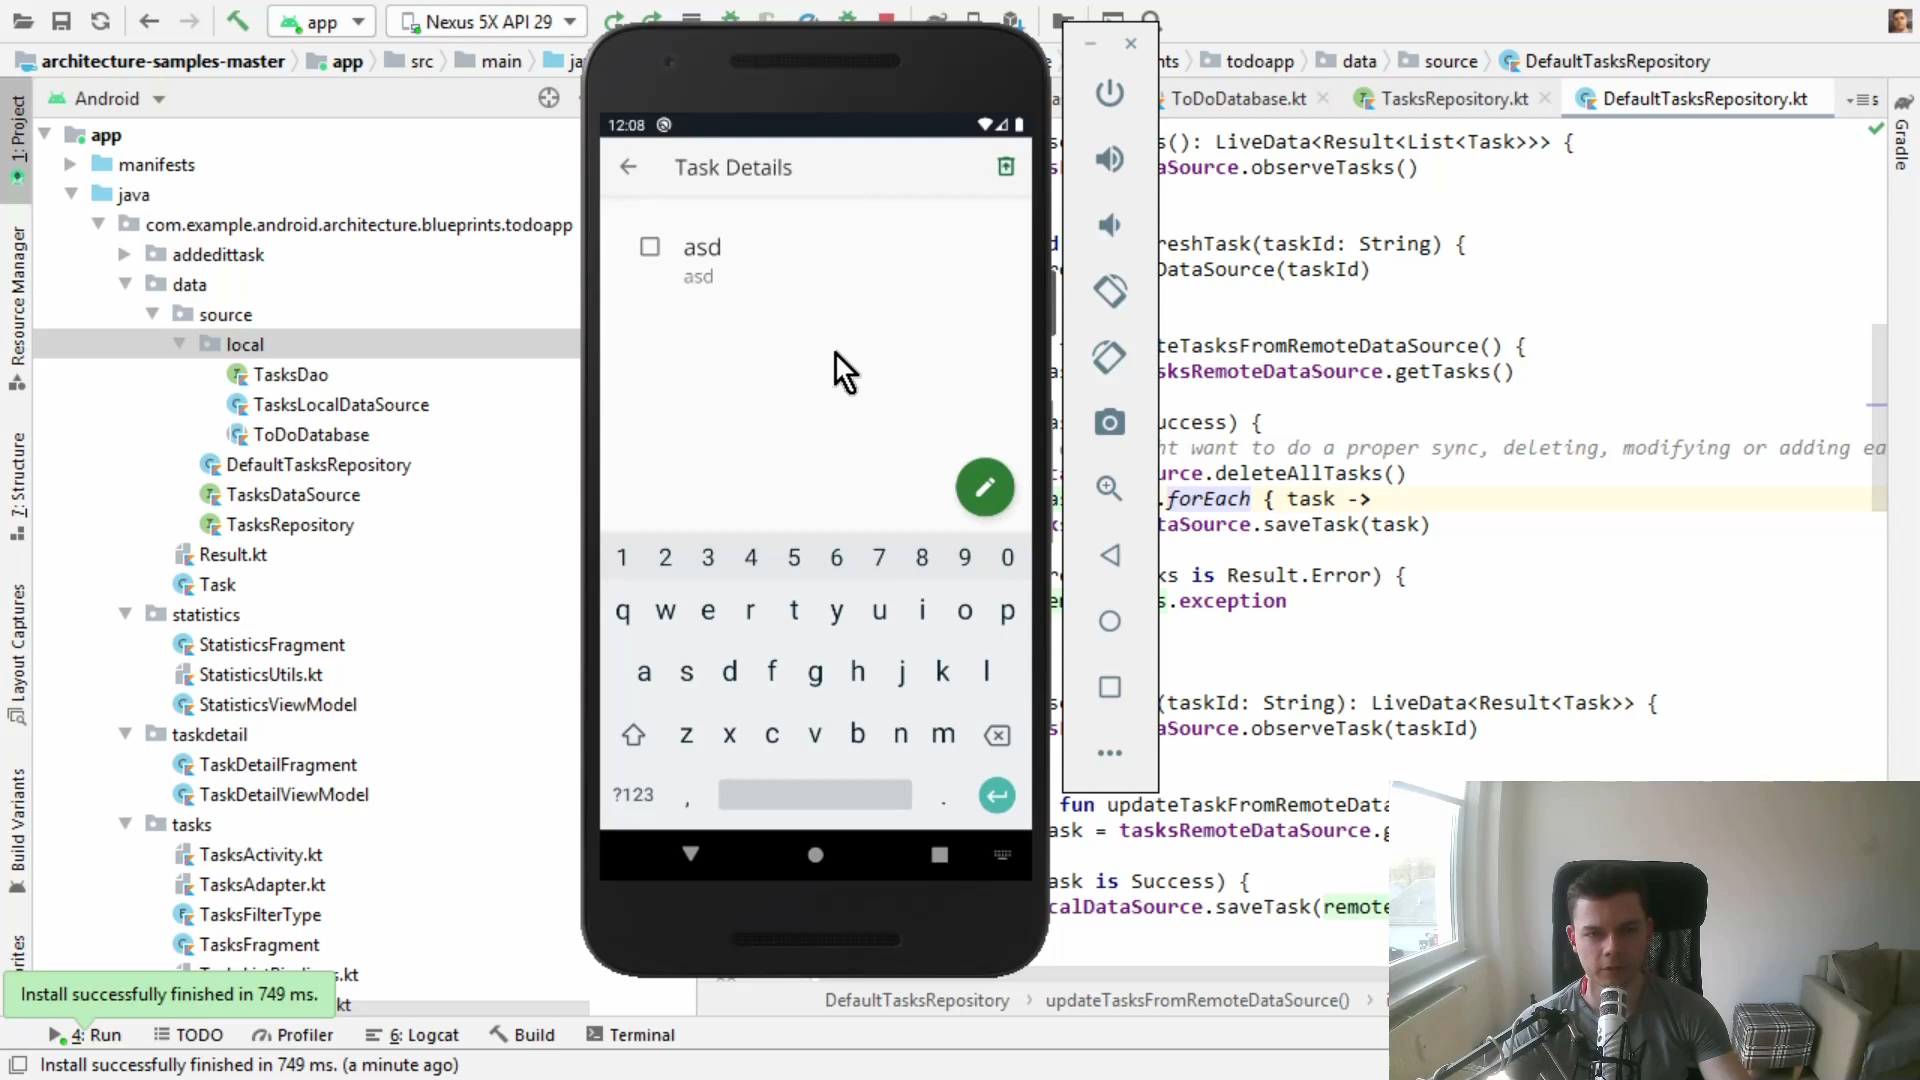 app
Nexus 5X API 29
architecture-samples-master
app
src
main
todoapp
data
source
DefaultTasksRepository
1: Project
Resource Manager
7: Structure
Layout Captures
Build Variants
Android
ToDoDatabase.kt
TasksRepository.kt
DefaultTasksRepository.kt
Gradle
app
manifests
java
com.example.android.architecture.blueprints.todoapp
addedittask
data
source
local
TasksDao
TasksLocalDataSource
ToDoDatabase
DefaultTasksRepository
TasksDataSource
TasksRepository
Result.kt
Task
statistics
StatisticsFragment
StatisticsUtils.kt
StatisticsViewModel
taskdetail
TaskDetailFragment
TaskDetailViewModel
tasks
TasksActivity.kt
TasksAdapter.kt
TasksFilterType
TasksFragment
12:08
Task Details
asd
asd
1 2 3 4 5 6 7 8 9 0
q w e r t y u i o p
a s d f g h j k l
z x c v b n m
?123 , .
s(): LiveData<Result<List<Task>>> {
aSource.observeTasks()
reshTask(taskId: String) {
DataSource(taskId)
teTasksFromRemoteDataSource() {
sksRemoteDataSource.getTasks()
uccess) {
nt want to do a proper sync, deleting, modifying or adding ea
ource.deleteAllTasks()
.forEach { task ->
taSource.saveTask(task)
ks is Result.Error) {
s.exception
(taskId: String): LiveData<Result<Task>> {
aSource.observeTask(taskId)
fun updateTaskFromRemoteData
ask = tasksRemoteDataSource.g
ask is Success) {
calDataSource.saveTask(remote
DefaultTasksRepository
updateTasksFromRemoteDataSource()
Install successfully finished in 749 ms.
4: Run
TODO
Profiler
6: Logcat
Build
Terminal
Install successfully finished in 749 ms. (a minute ago)